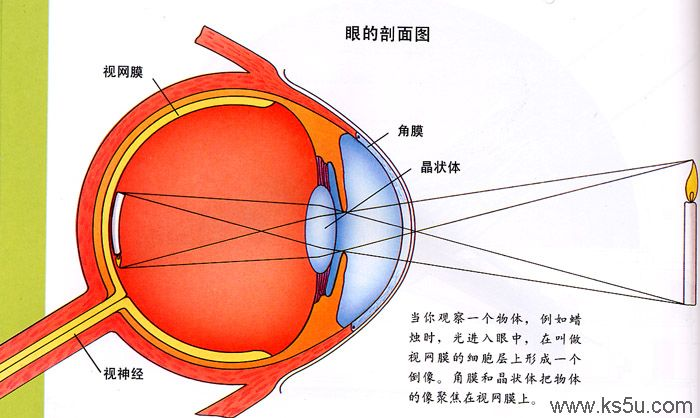 眼的剖面图
视网膜
角膜
晶状体
当你观察一个物体，例如蜡
烛时，光进入眼中，在叫做
视网膜的细胞层上形成一个
倒像。角膜和晶状体把物体
的像聚焦在视网膜上。
视神经
www.ks5u.com